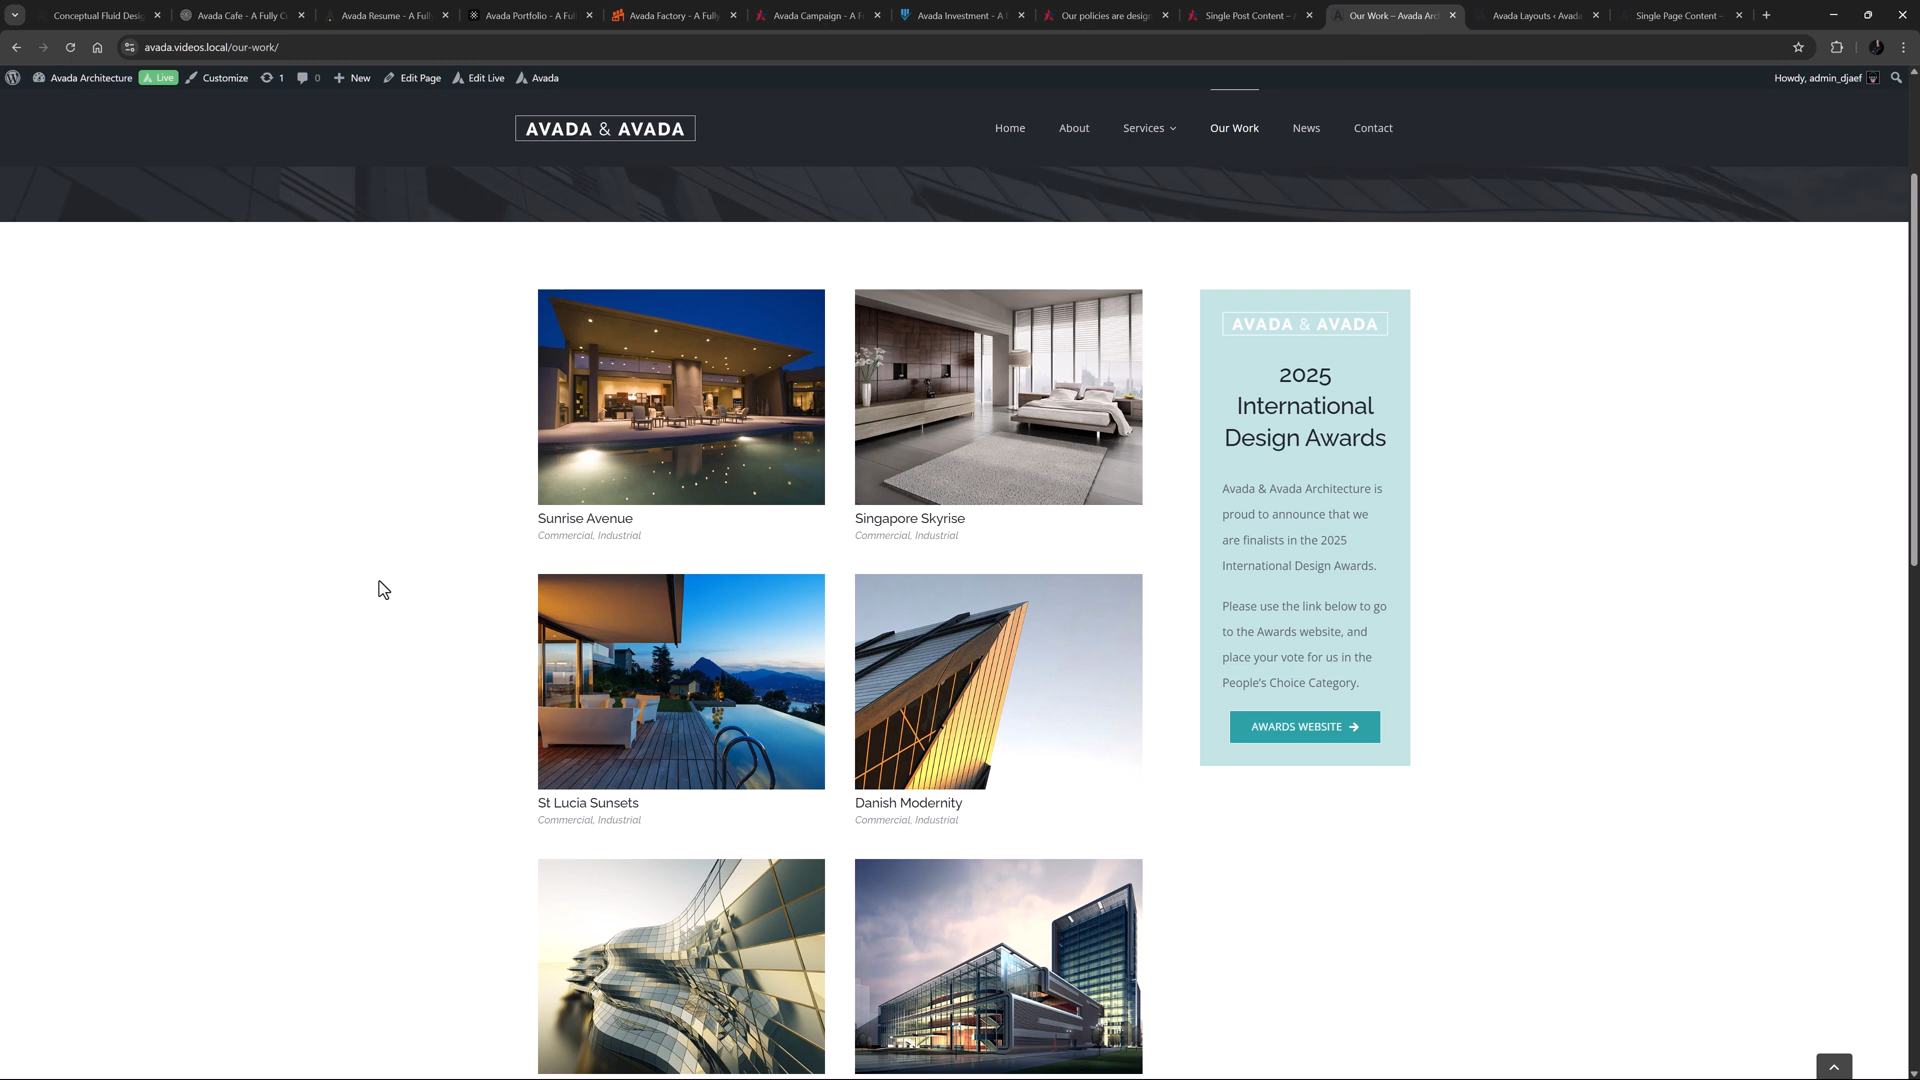 Conceptual Fluid Desig
Avada Cafe - A Fully C
Avada Resume - A Full
Avada Portfolio - A Ful
Avada Factory - A Fully
Avada Campaign - A F
Avada Investment - A
Our policies are design
Single Post Content –
Our Work – Avada Arc
Avada Layouts ‹ Avada
Single Page Content –
avada.videos.local/our-work/
Avada Architecture
Live
Customize
1
0
New
Edit Page
Edit Live
Avada
Howdy, admin_djaef
AVADA & AVADA
Home
About
Services
Our Work
News
Contact
Sunrise Avenue
Commercial, Industrial
Singapore Skyrise
Commercial, Industrial
St Lucia Sunsets
Commercial, Industrial
Danish Modernity
Commercial, Industrial
AVADA & AVADA
2025
International
Design Awards
Avada & Avada Architecture is
proud to announce that we
are finalists in the 2025
International Design Awards.
Please use the link below to go
to the Awards website, and
place your vote for us in the
People's Choice Category.
AWARDS WEBSITE